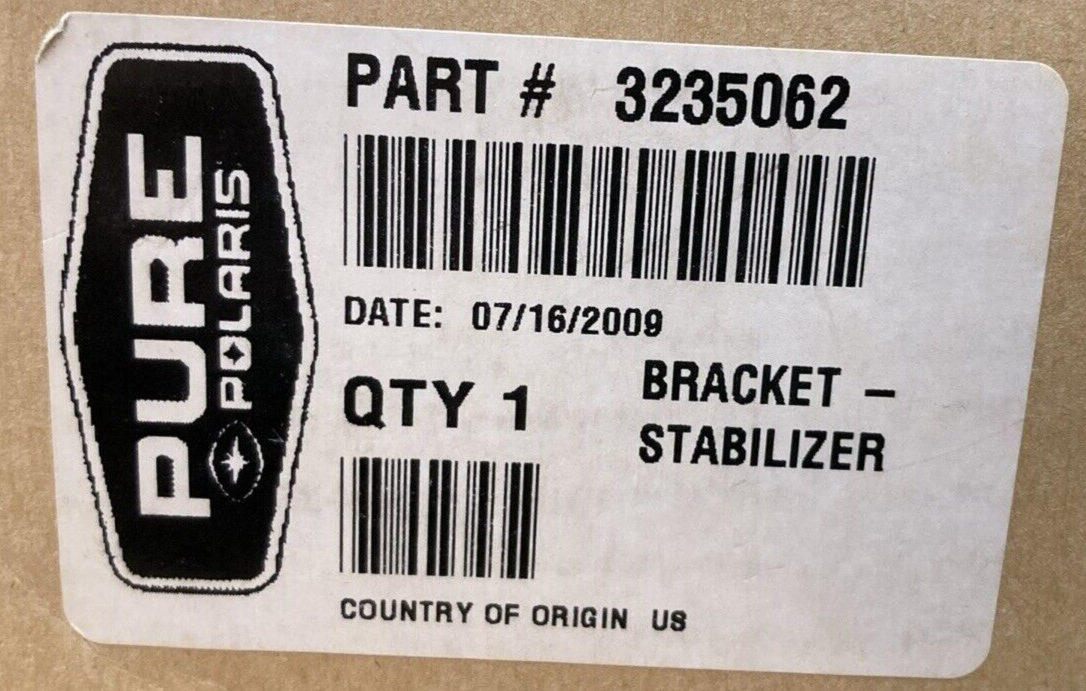 PURE
POLARIS
PART # 3235062
DATE: 07/16/2009
QTY 1
BRACKET –
STABILIZER
COUNTRY OF ORIGIN US